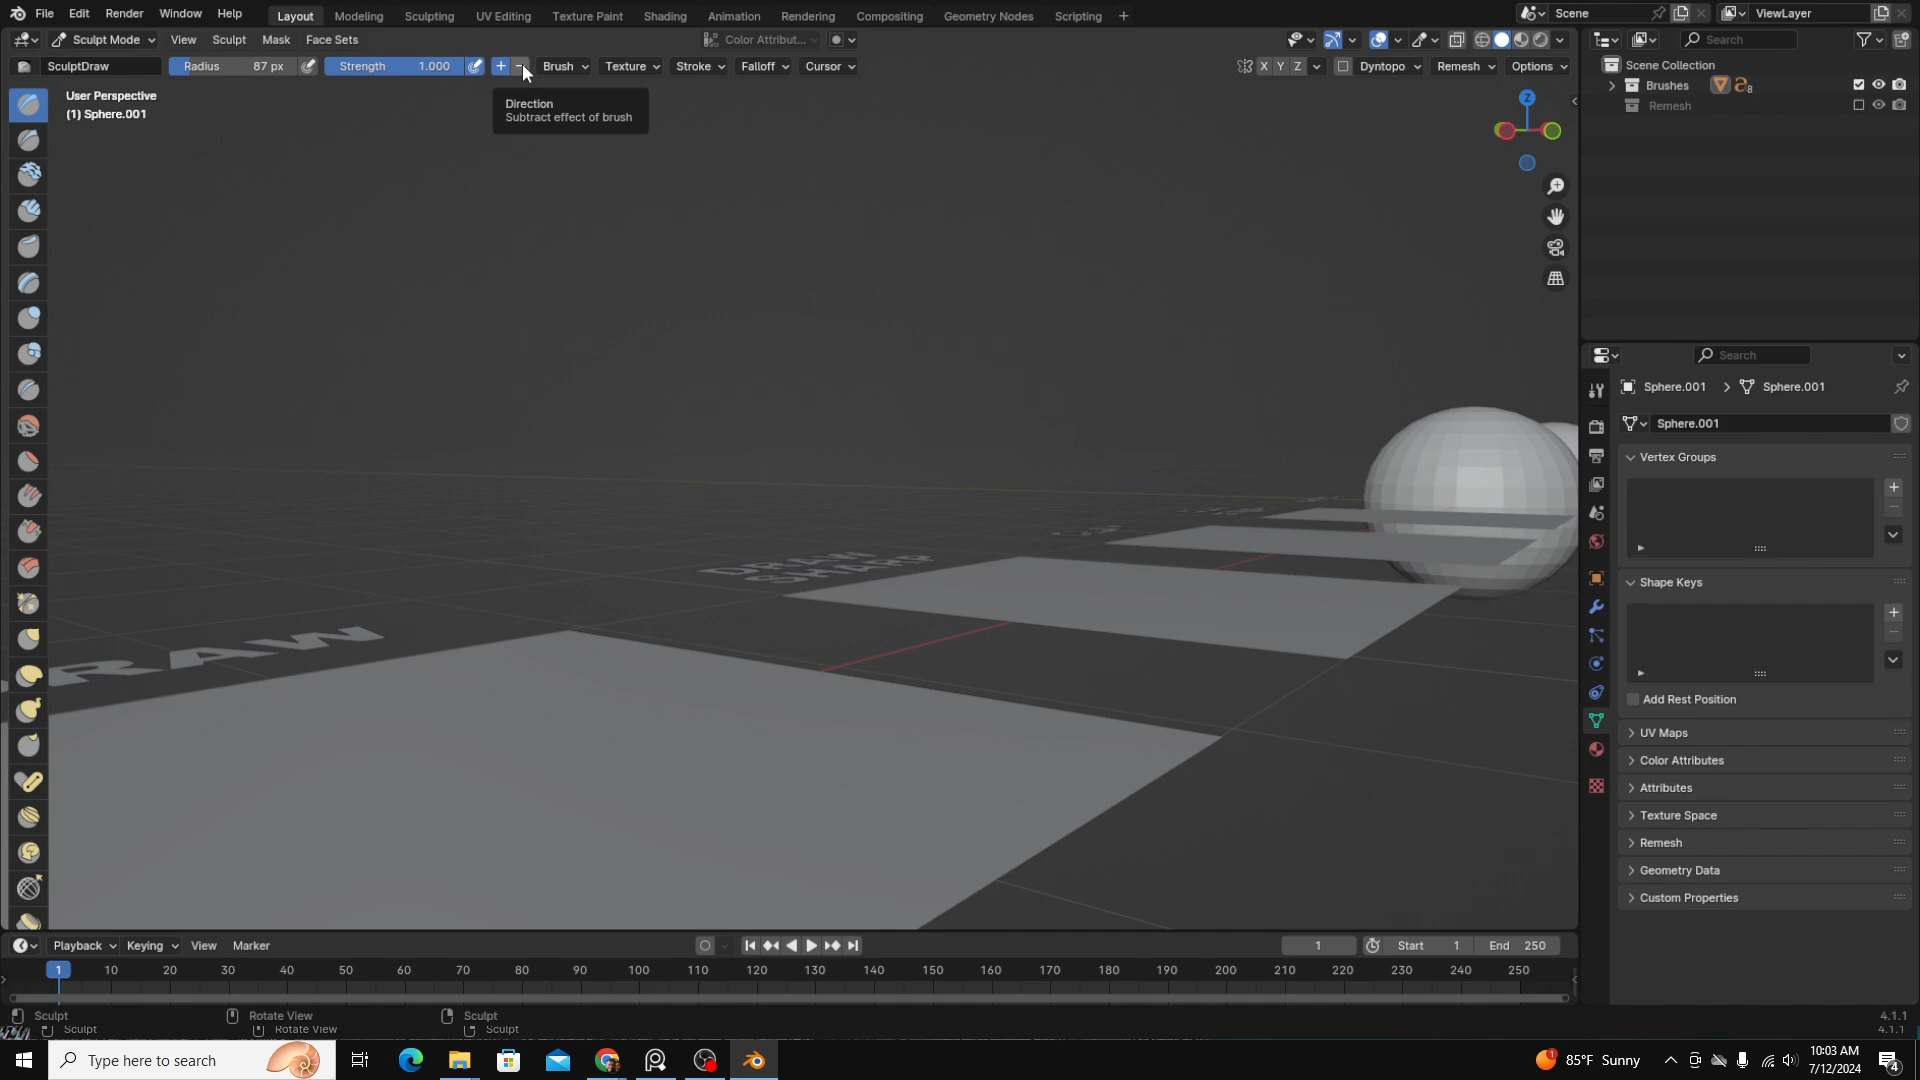 File Edit Render Window Help Layout Modeling Sculpting UV Editing Texture Paint Shading Animation Rendering Compositing Geometry Nodes Scripting + Scene ViewLayer
Sculpt Mode View Sculpt Mask Face Sets Color Attribut... Search
SculptDraw Radius 87 px Strength 1.000 Brush Texture Stroke Falloff Cursor X Y Z Dyntopo Remesh Options
Scene Collection
Brushes 8
Remesh
User Perspective
(1) Sphere.001
Direction
Subtract effect of brush
Z
Search
Sphere.001 > Sphere.001
Sphere.001
Vertex Groups
Shape Keys
Add Rest Position
UV Maps
Color Attributes
Attributes
Texture Space
Remesh
Geometry Data
Custom Properties
DRAW
SHARP
RAW
Playback Keying View Marker 1 Start 1 End 250
1 10 20 30 40 50 60 70 80 90 100 110 120 130 140 150 160 170 180 190 200 210 220 230 240 250
Sculpt Rotate View Sculpt 4.1.1
Sculpt Rotate View Sculpt 4.1.1
Type here to search 85°F Sunny 10:03 AM
7/12/2024
4